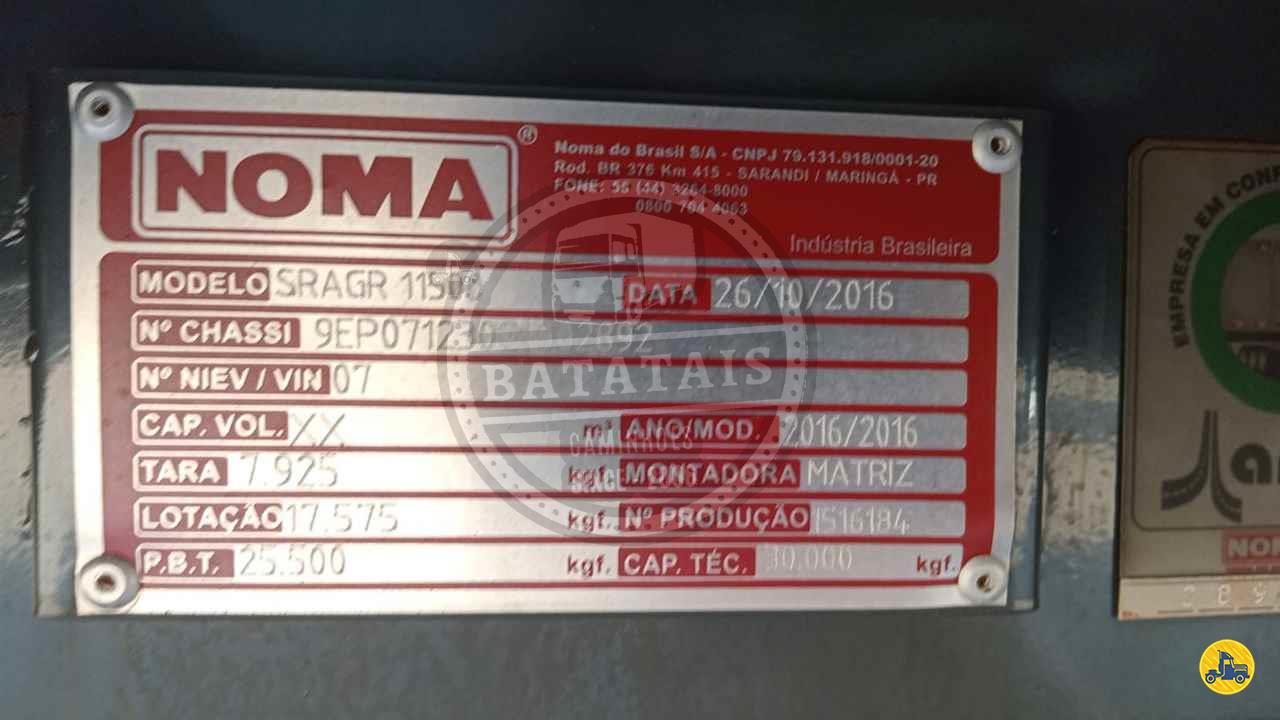 NOMA ®
Noma do Brasil S/A - CNPJ 79.131.918/0001-20
Rod. BR 376 Km 415 - SARANDI / MARINGÁ - PR
FONE: 55 (44) 3264-8000
0800 704 4063
Indústria Brasileira
MODELO SRAGR DATA 26/10/2016
Nº CHASSI
Nº NIEV / VIN 07
CAP. VOL. XX m³ ANO/MOD. 2016/2016
TARA 7.925 kgf. MONTADORA MATRIZ
LOTAÇÃO 17.575 kgf. Nº PRODUÇÃO 1516184
P.B.T. 25.500 kgf. CAP. TÉC. 30.000 kgf.
BATATAIS
CAMINHÕES
EMPRESA EM